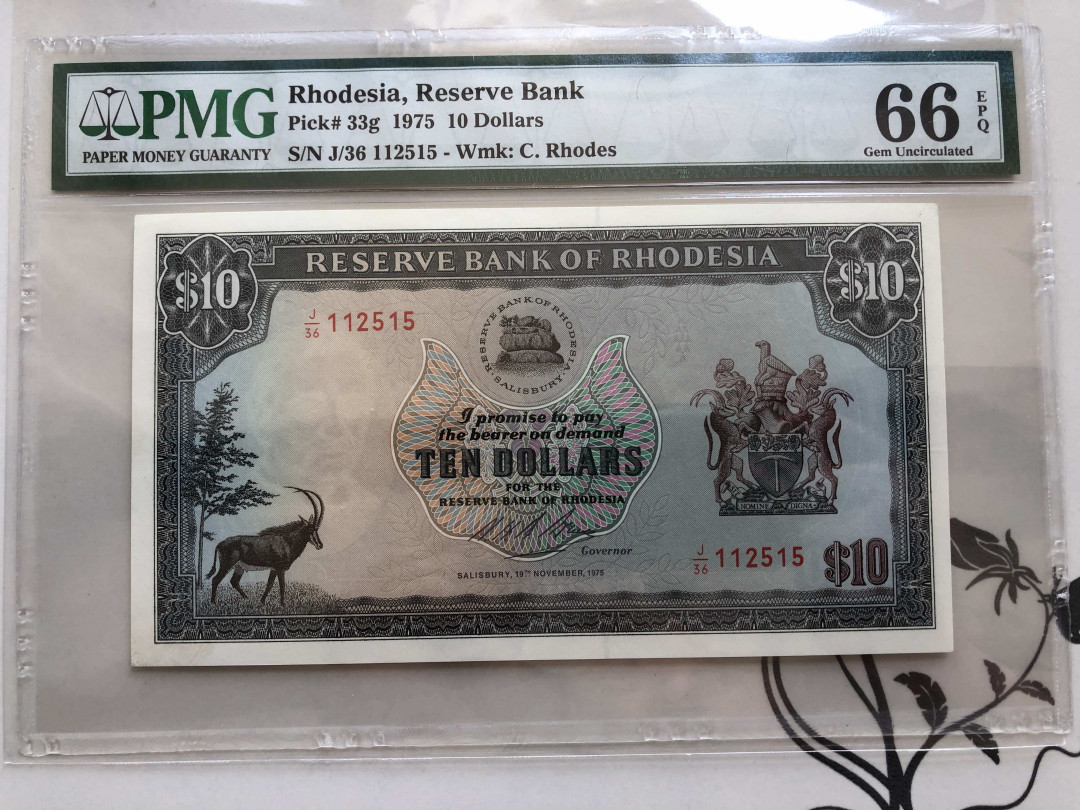 PMG
PAPER MONEY GUARANTY
Rhodesia, Reserve Bank
Pick# 33g 1975 10 Dollars
S/N J/36 112515 - Wmk: C. Rhodes
66
EPQ
Gem Uncirculated
RESERVE BANK OF RHODESIA
$10
$10
J/36 112515
RESERVE BANK OF RHODESIA
SALISBURY
I promise to pay
the bearer on demand
TEN DOLLARS
FOR THE
RESERVE BANK OF RHODESIA
Governor
SALISBURY, 19TH NOVEMBER, 1975
NOMINE DIGNA
J/36 112515
$10